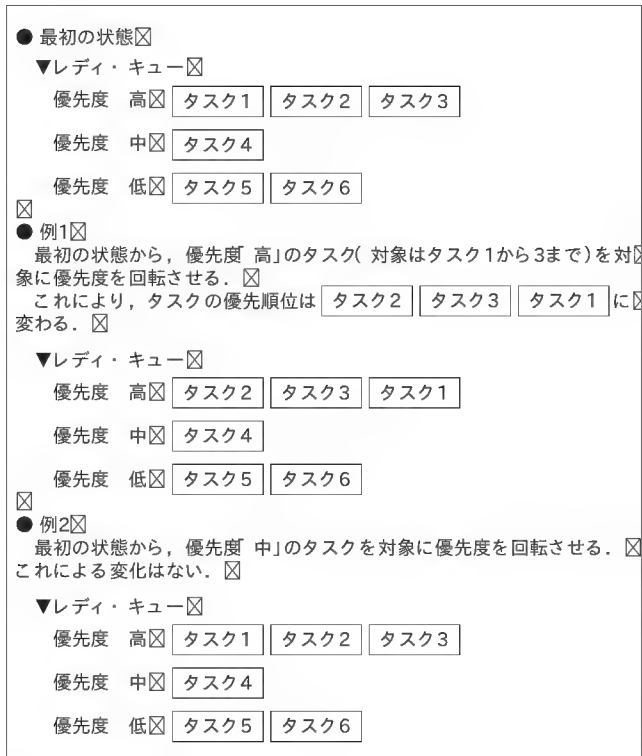 ● 最初の状態
▼レディ・キュー
優先度 高 タスク1 タスク2 タスク3
優先度 中 タスク4
優先度 低 タスク5 タスク6
● 例1
最初の状態から，優先度「高」のタスク( 対象はタスク1から3まで)を対
象に優先度を回転させる．
これにより，タスクの優先順位は タスク2 タスク3 タスク1 に
変わる．
▼レディ・キュー
優先度 高 タスク2 タスク3 タスク1
優先度 中 タスク4
優先度 低 タスク5 タスク6
● 例2
最初の状態から，優先度「中」のタスクを対象に優先度を回転させる．
これによる変化はない．
▼レディ・キュー
優先度 高 タスク1 タスク2 タスク3
優先度 中 タスク4
優先度 低 タスク5 タスク6